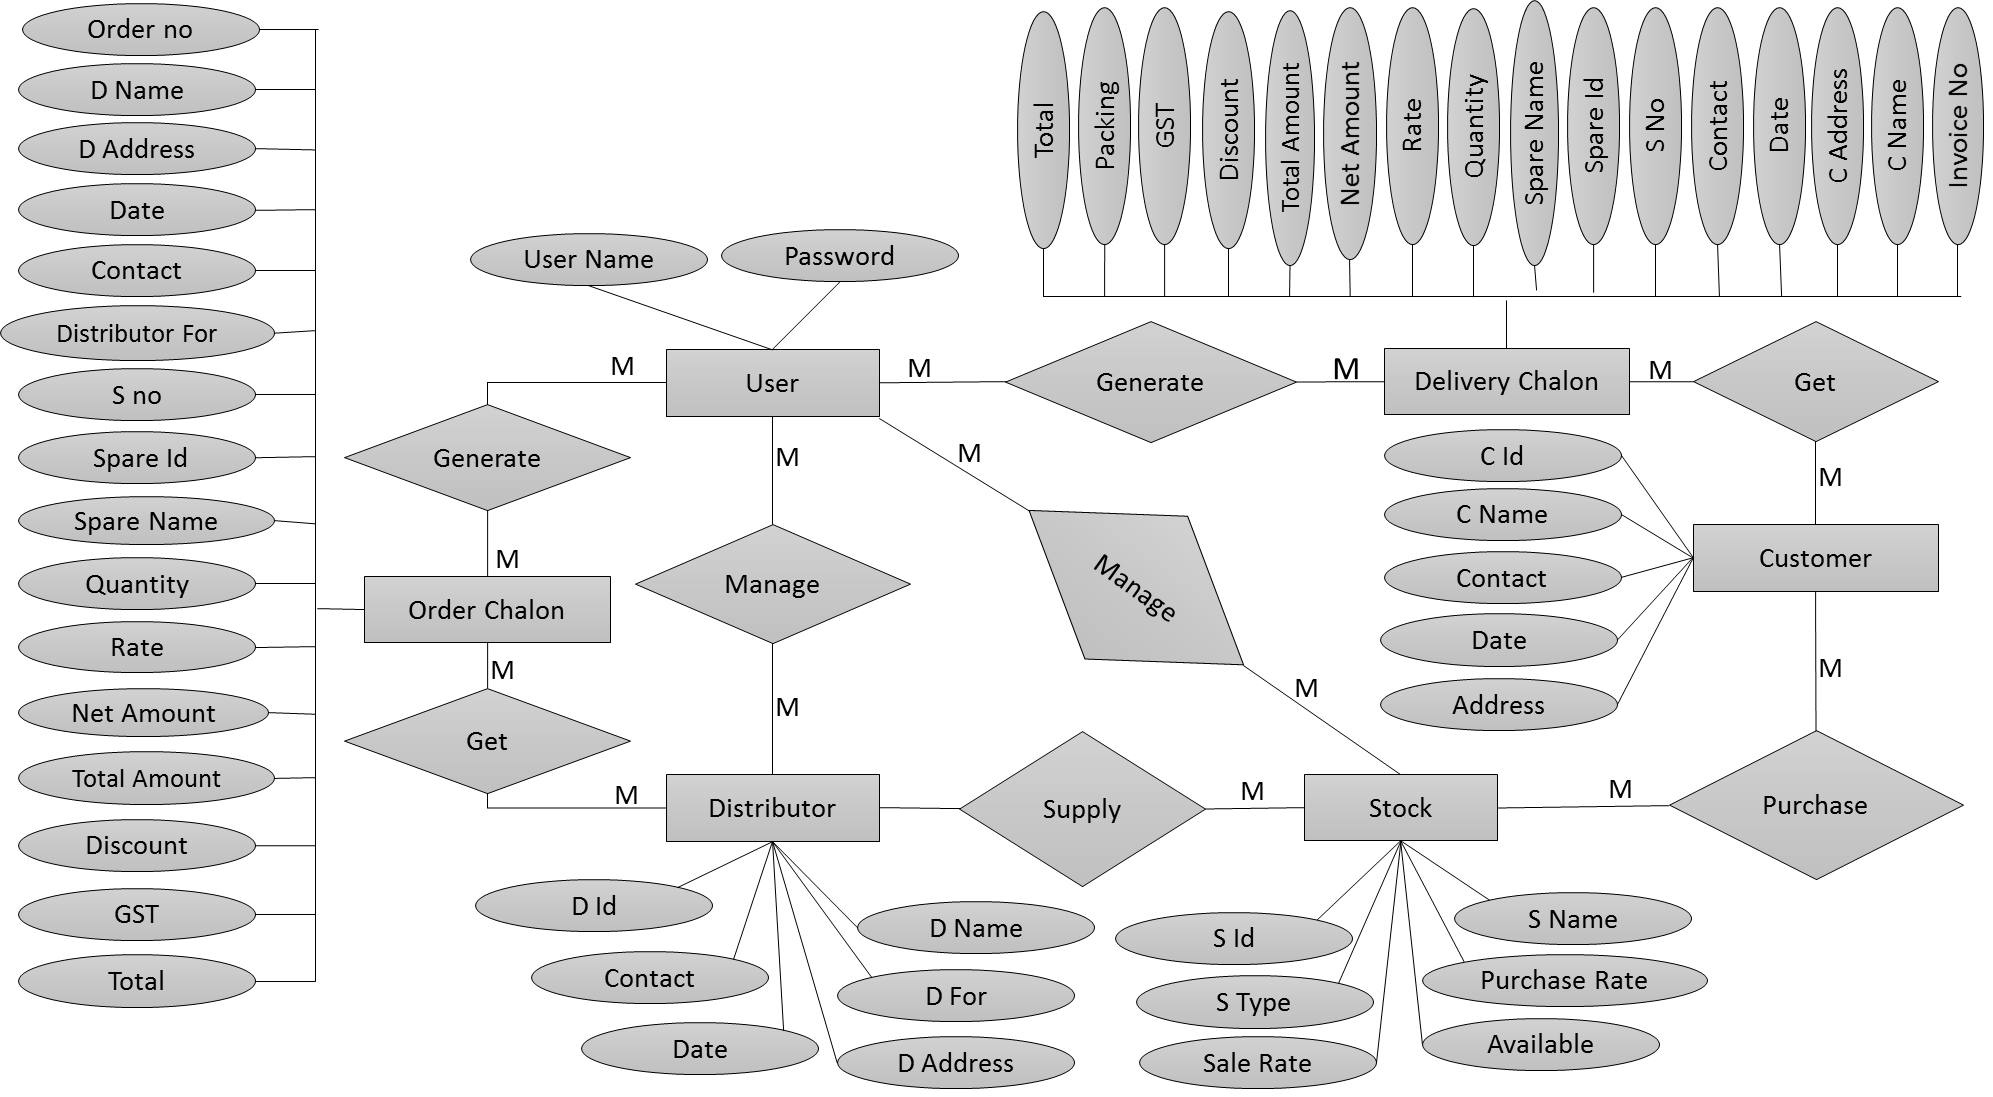 Order no
D Name
D Address
Date
Contact
Distributor For
S no
Spare Id
Spare Name
Quantity
Rate
Net Amount
Total Amount
Discount
GST
Total
Total
Packing
GST
Discount
Total Amount
Net Amount
Rate
Quantity
Spare Name
Spare Id
S No
Contact
Date
C Address
C Name
Invoice No
User Name
Password
M
User
M
Generate
M
Delivery Chalon
M
Get
Generate
M
M
Manage
M
M
C Id
C Name
Contact
Date
Address
Customer
M
Order Chalon
M
Manage
M
M
Get
M
Distributor
Supply
M
Stock
M
Purchase
D Id
Contact
Date
D Name
D For
D Address
S Id
S Type
Sale Rate
S Name
Purchase Rate
Available